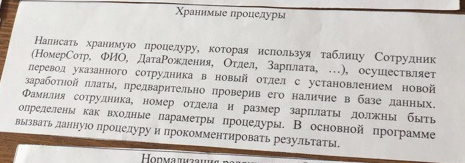 Хранимые процедуры
Написать хранимую процедуру, которая используя таблицу Сотрудник
(НомерСотр, ФИО, ДатаРождения, Отдел, Зарплата, ...), осуществляет
перевод указанного сотрудника в новый отдел с установлением новой
заработной платы, предварительно проверив его наличие в базе данных.
Фамилия сотрудника, номер отдела и размер зарплаты должны быть
определены как входные параметры процедуры. В основной программе
вызвать данную процедуру и прокомментировать результаты.
Нормализация